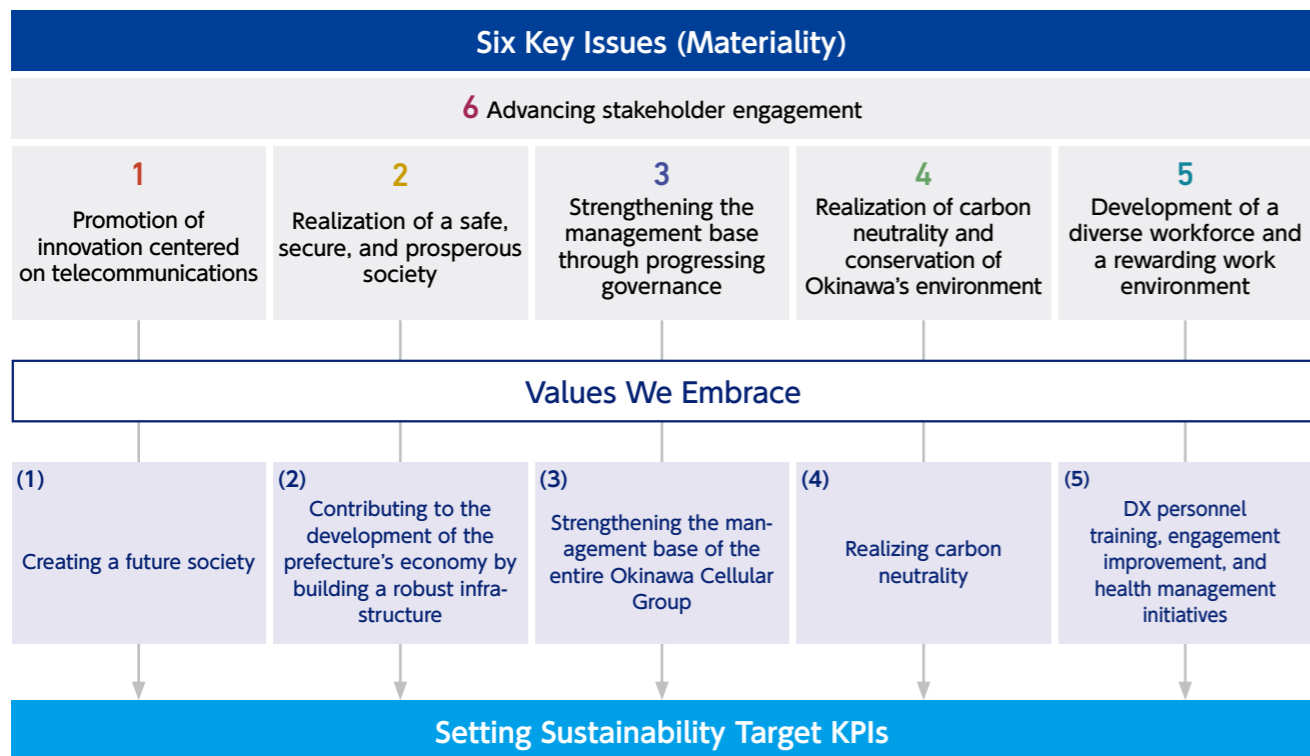 Six Key Issues (Materiality)
6 Advancing stakeholder engagement
1
Promotion of
innovation centered
on telecommunications
2
Realization of a safe,
secure, and prosperous
society
3
Strengthening the
management base
through progressing
governance
4
Realization of carbon
neutrality and
conservation of
Okinawa's environment
5
Development of a
diverse workforce and
a rewarding work
environment
Values We Embrace
(1)
Creating a future society
(2)
Contributing to the
development of the
prefecture's economy by
building a robust infra-
structure
(3)
Strengthening the man-
agement base of the
entire Okinawa Cellular
Group
(4)
Realizing carbon
neutrality
(5)
DX personnel
training, engagement
improvement, and
health management
initiatives
Setting Sustainability Target KPIs